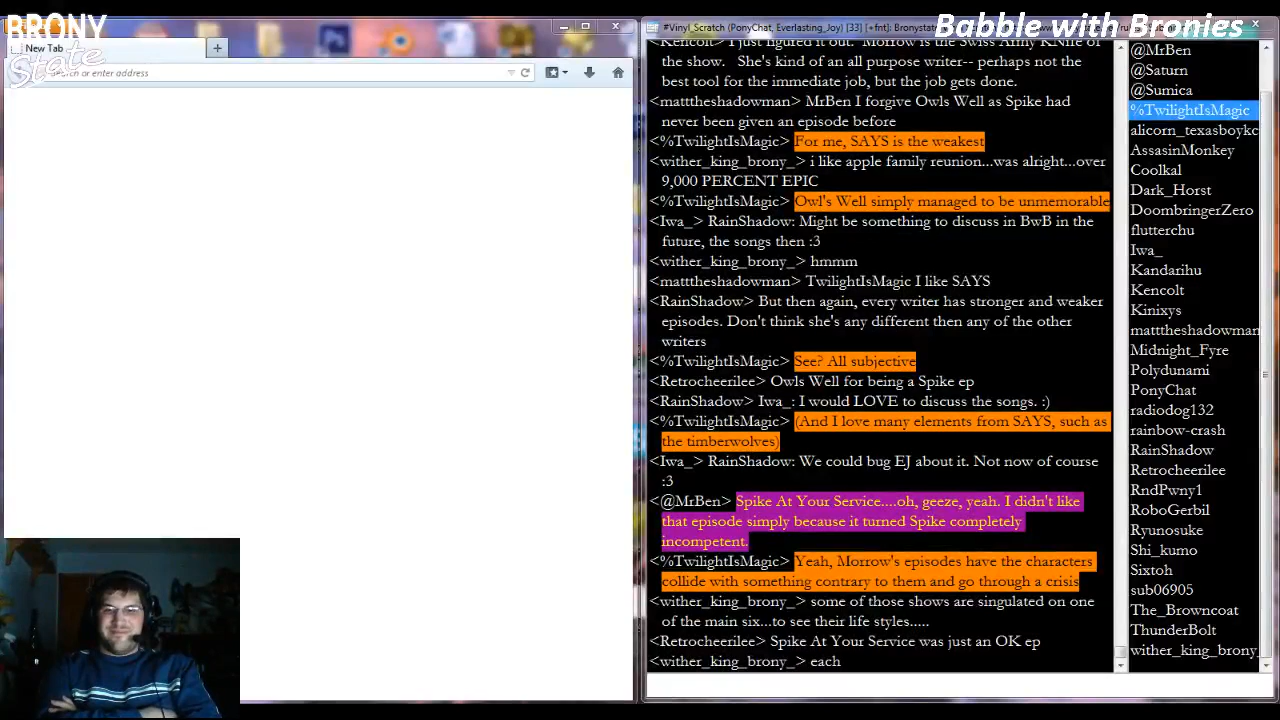 BRONY
State
New Tab
Search or enter address
#Vinyl_Scratch (PonyChat, Everlasting_Joy) [33] [+fnt]: Bronystate
Babble with Bronies
<Kencolt> I just figured it out. Morrow is the Swiss Army KNife of
the show. She's kind of an all purpose writer-- perhaps not the
best tool for the immediate job, but the job gets done.
<matttheshadowman> MrBen I forgive Owls Well as Spike had
never been given an episode before
<%TwilightIsMagic> For me, SAYS is the weakest
<wither_king_brony_> i like apple family reunion...was alright...over
9,000 PERCENT EPIC
<%TwilightIsMagic> Owl's Well simply managed to be unmemorable
<Iwa_> RainShadow: Might be something to discuss in BwB in the
future, the songs then :3
<wither_king_brony_> hmmm
<matttheshadowman> TwilightIsMagic I like SAYS
<RainShadow> But then again, every writer has stronger and weaker
episodes. Don't think she's any different then any of the other
writers
<%TwilightIsMagic> See? All subjective
<Retrocheerilee> Owls Well for being a Spike ep
<RainShadow> Iwa_: I would LOVE to discuss the songs. :)
<%TwilightIsMagic> (And I love many elements from SAYS, such as
the timberwolves)
<Iwa_> RainShadow: We could bug EJ about it. Not now of course
:3
<@MrBen> Spike At Your Service....oh, geeze, yeah. I didn't like
that episode simply because it turned Spike completely
incompetent.
<%TwilightIsMagic> Yeah, Morrow's episodes have the characters
collide with something contrary to them and go through a crisis
<wither_king_brony_> some of those shows are singulated on one
of the main six...to see their life styles.....
<Retrocheerilee> Spike At Your Service was just an OK ep
<wither_king_brony_> each
@MrBen
@Saturn
@Sumica
%TwilightIsMagic
alicorn_texasboykc
AssasinMonkey
Coolkal
Dark_Horst
DoombringerZero
flutterchu
Iwa_
Kandarihu
Kencolt
Kinixys
matttheshadowman
Midnight_Fyre
Polydunami
PonyChat
radiodog132
rainbow-crash
RainShadow
Retrocheerilee
RndPwny1
RoboGerbil
Ryunosuke
Shi_kumo
Sixtoh
sub06905
The_Browncoat
ThunderBolt
wither_king_brony_